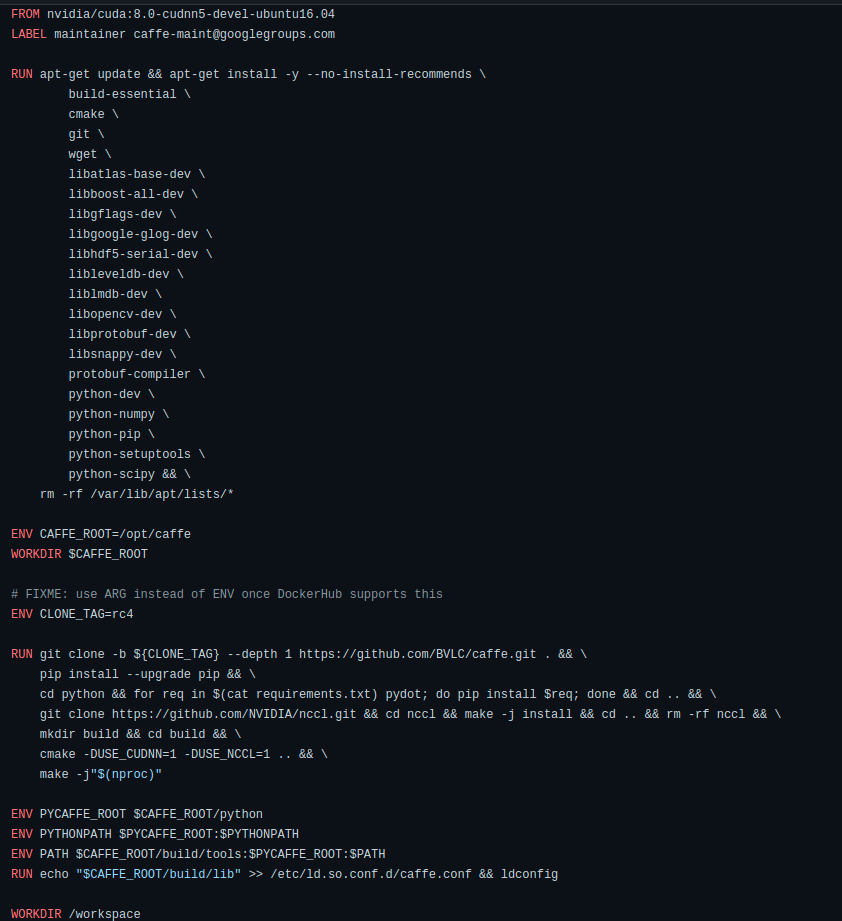 FROM nvidia/cuda:8.0-cudnn5-devel-ubuntu16.04
LABEL maintainer caffe-maint@googlegroups.com

RUN apt-get update && apt-get install -y --no-install-recommends \
        build-essential \
        cmake \
        git \
        wget \
        libatlas-base-dev \
        libboost-all-dev \
        libgflags-dev \
        libgoogle-glog-dev \
        libhdf5-serial-dev \
        libleveldb-dev \
        liblmdb-dev \
        libopencv-dev \
        libprotobuf-dev \
        libsnappy-dev \
        protobuf-compiler \
        python-dev \
        python-numpy \
        python-pip \
        python-setuptools \
        python-scipy && \
    rm -rf /var/lib/apt/lists/*

ENV CAFFE_ROOT=/opt/caffe
WORKDIR $CAFFE_ROOT

# FIXME: use ARG instead of ENV once DockerHub supports this
ENV CLONE_TAG=rc4

RUN git clone -b ${CLONE_TAG} --depth 1 https://github.com/BVLC/caffe.git . && \
    pip install --upgrade pip && \
    cd python && for req in $(cat requirements.txt) pydot; do pip install $req; done && cd .. && \
    git clone https://github.com/NVIDIA/nccl.git && cd nccl && make -j install && cd .. && rm -rf nccl && \
    mkdir build && cd build && \
    cmake -DUSE_CUDNN=1 -DUSE_NCCL=1 .. && \
    make -j"$(nproc)"

ENV PYCAFFE_ROOT $CAFFE_ROOT/python
ENV PYTHONPATH $PYCAFFE_ROOT:$PYTHONPATH
ENV PATH $CAFFE_ROOT/build/tools:$PYCAFFE_ROOT:$PATH
RUN echo "$CAFFE_ROOT/build/lib" >> /etc/ld.so.conf.d/caffe.conf && ldconfig

WORKDIR /workspace